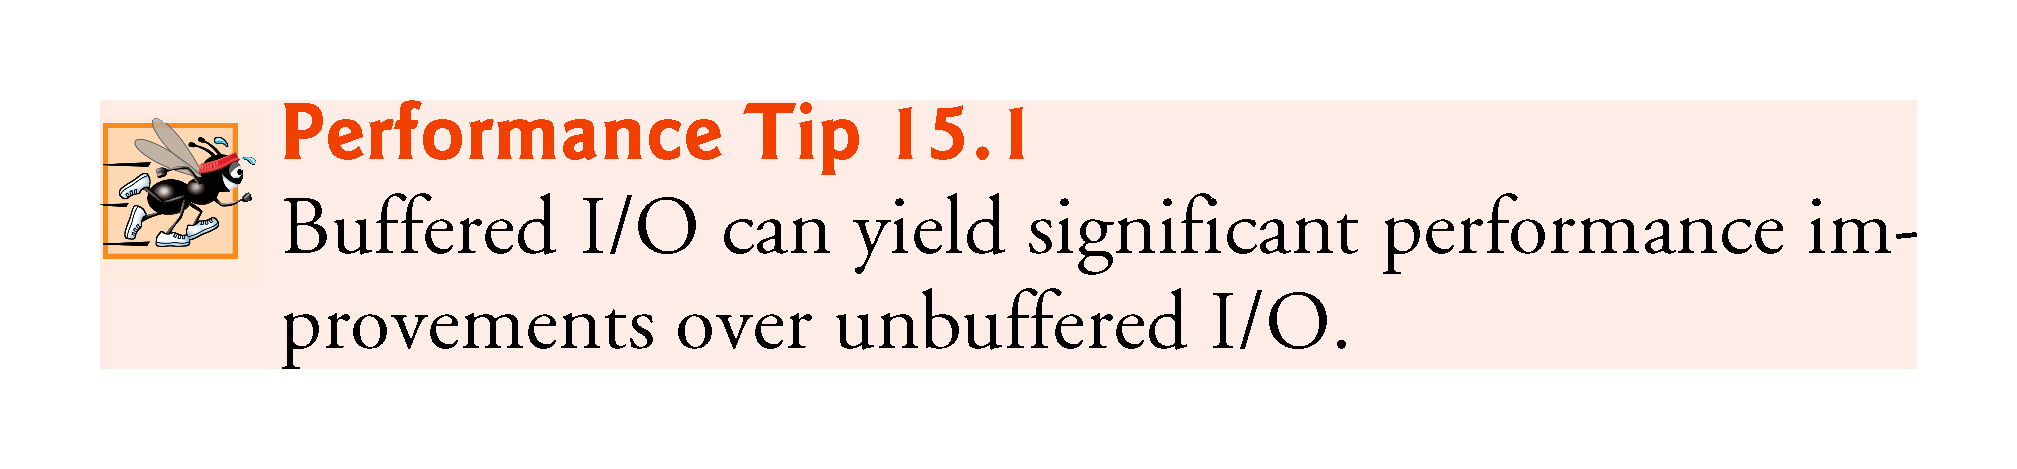 Performance Tip 15.1
Buffered I/O can yield significant performance im-
provements over unbuffered I/O.